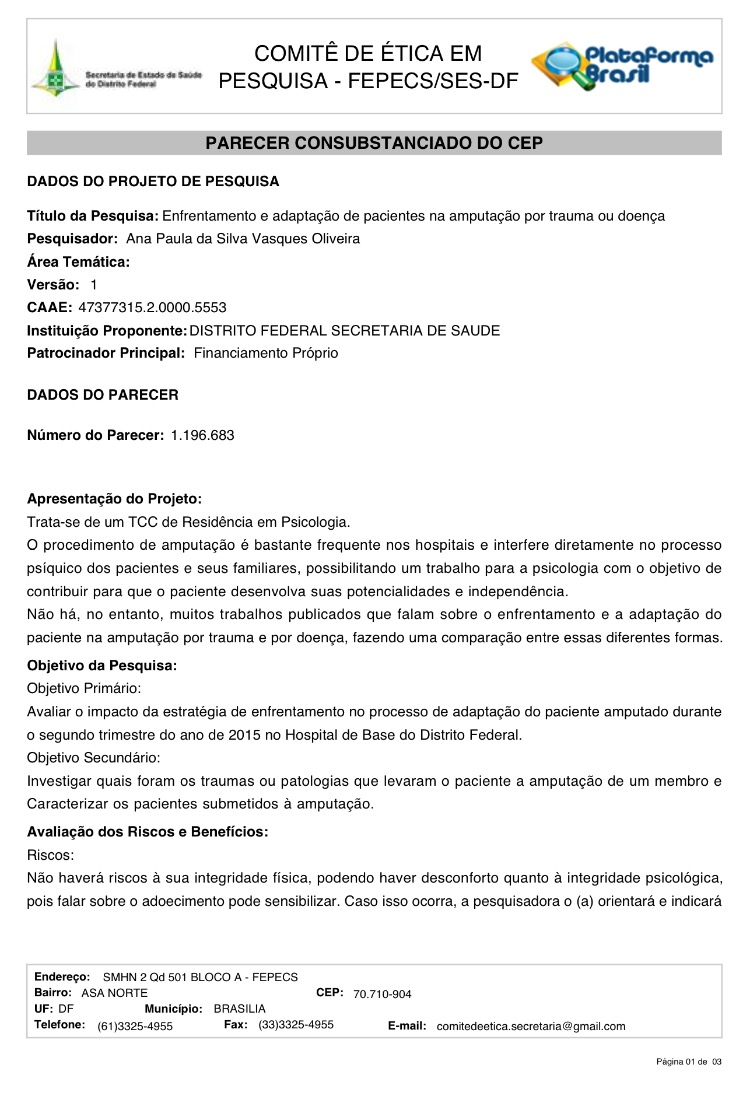 Secretaria de Estado de Saúde
do Distrito Federal
COMITÊ DE ÉTICA EM
PESQUISA - FEPECS/SES-DF
Plataforma
Brasil
PARECER CONSUBSTANCIADO DO CEP
DADOS DO PROJETO DE PESQUISA
Título da Pesquisa: Enfrentamento e adaptação de pacientes na amputação por trauma ou doença
Pesquisador: Ana Paula da Silva Vasques Oliveira
Área Temática:
Versão: 1
CAAE: 47377315.2.0000.5553
Instituição Proponente: DISTRITO FEDERAL SECRETARIA DE SAUDE
Patrocinador Principal: Financiamento Próprio
DADOS DO PARECER
Número do Parecer: 1.196.683
Apresentação do Projeto:
Trata-se de um TCC de Residência em Psicologia.
O procedimento de amputação é bastante frequente nos hospitais e interfere diretamente no processo
psíquico dos pacientes e seus familiares, possibilitando um trabalho para a psicologia com o objetivo de
contribuir para que o paciente desenvolva suas potencialidades e independência.
Não há, no entanto, muitos trabalhos publicados que falam sobre o enfrentamento e a adaptação do
paciente na amputação por trauma e por doença, fazendo uma comparação entre essas diferentes formas.
Objetivo da Pesquisa:
Objetivo Primário:
Avaliar o impacto da estratégia de enfrentamento no processo de adaptação do paciente amputado durante
o segundo trimestre do ano de 2015 no Hospital de Base do Distrito Federal.
Objetivo Secundário:
Investigar quais foram os traumas ou patologias que levaram o paciente a amputação de um membro e
Caracterizar os pacientes submetidos à amputação.
Avaliação dos Riscos e Benefícios:
Riscos:
Não haverá riscos à sua integridade física, podendo haver desconforto quanto à integridade psicológica,
pois falar sobre o adoecimento pode sensibilizar. Caso isso ocorra, a pesquisadora o (a) orientará e indicará
Endereço: SMHN 2 Qd 501 BLOCO A - FEPECS
Bairro: ASA NORTE CEP: 70.710-904
UF: DF Município: BRASILIA
Telefone: (61)3325-4955 Fax: (33)3325-4955 E-mail: comitedeetica.secretaria@gmail.com
Página 01 de 03